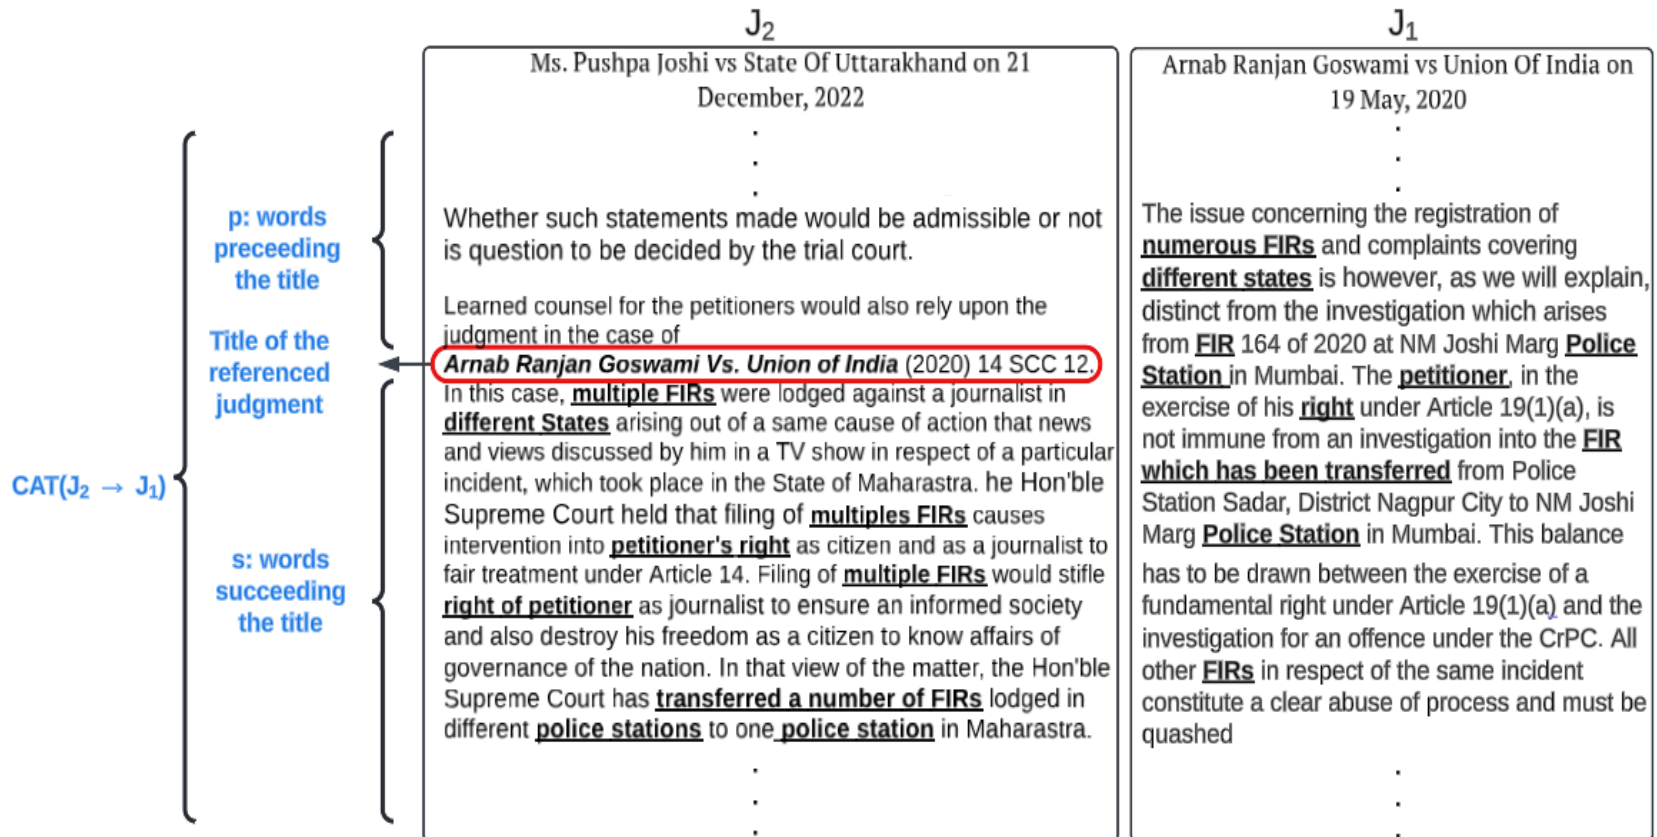 J2
Ms. Pushpa Joshi vs State Of Uttarakhand on 21
December, 2022
.
.
.
p: words
preceeding
the title
Title of the
referenced
judgment
CAT(J2 → J1)
s: words
succeeding
the title
Whether such statements made would be admissible or not
is question to be decided by the trial court.
Learned counsel for the petitioners would also rely upon the
judgment in the case of
Arnab Ranjan Goswami Vs. Union of India (2020) 14 SCC 12.
In this case, multiple FIRs were lodged against a journalist in
different States arising out of a same cause of action that news
and views discussed by him in a TV show in respect of a particular
incident, which took place in the State of Maharastra. he Hon'ble
Supreme Court held that filing of multiples FIRs causes
intervention into petitioner's right as citizen and as a journalist to
fair treatment under Article 14. Filing of multiple FIRs would stifle
right of petitioner as journalist to ensure an informed society
and also destroy his freedom as a citizen to know affairs of
governance of the nation. In that view of the matter, the Hon'ble
Supreme Court has transferred a number of FIRs lodged in
different police stations to one police station in Maharastra.
.
.
.
J1
Arnab Ranjan Goswami vs Union Of India on
19 May, 2020
.
.
.
The issue concerning the registration of
numerous FIRs and complaints covering
different states is however, as we will explain,
distinct from the investigation which arises
from FIR 164 of 2020 at NM Joshi Marg Police
Station in Mumbai. The petitioner, in the
exercise of his right under Article 19(1)(a), is
not immune from an investigation into the FIR
which has been transferred from Police
Station Sadar, District Nagpur City to NM Joshi
Marg Police Station in Mumbai. This balance
has to be drawn between the exercise of a
fundamental right under Article 19(1)(a) and the
investigation for an offence under the CrPC. All
other FIRs in respect of the same incident
constitute a clear abuse of process and must be
quashed
.
.
.